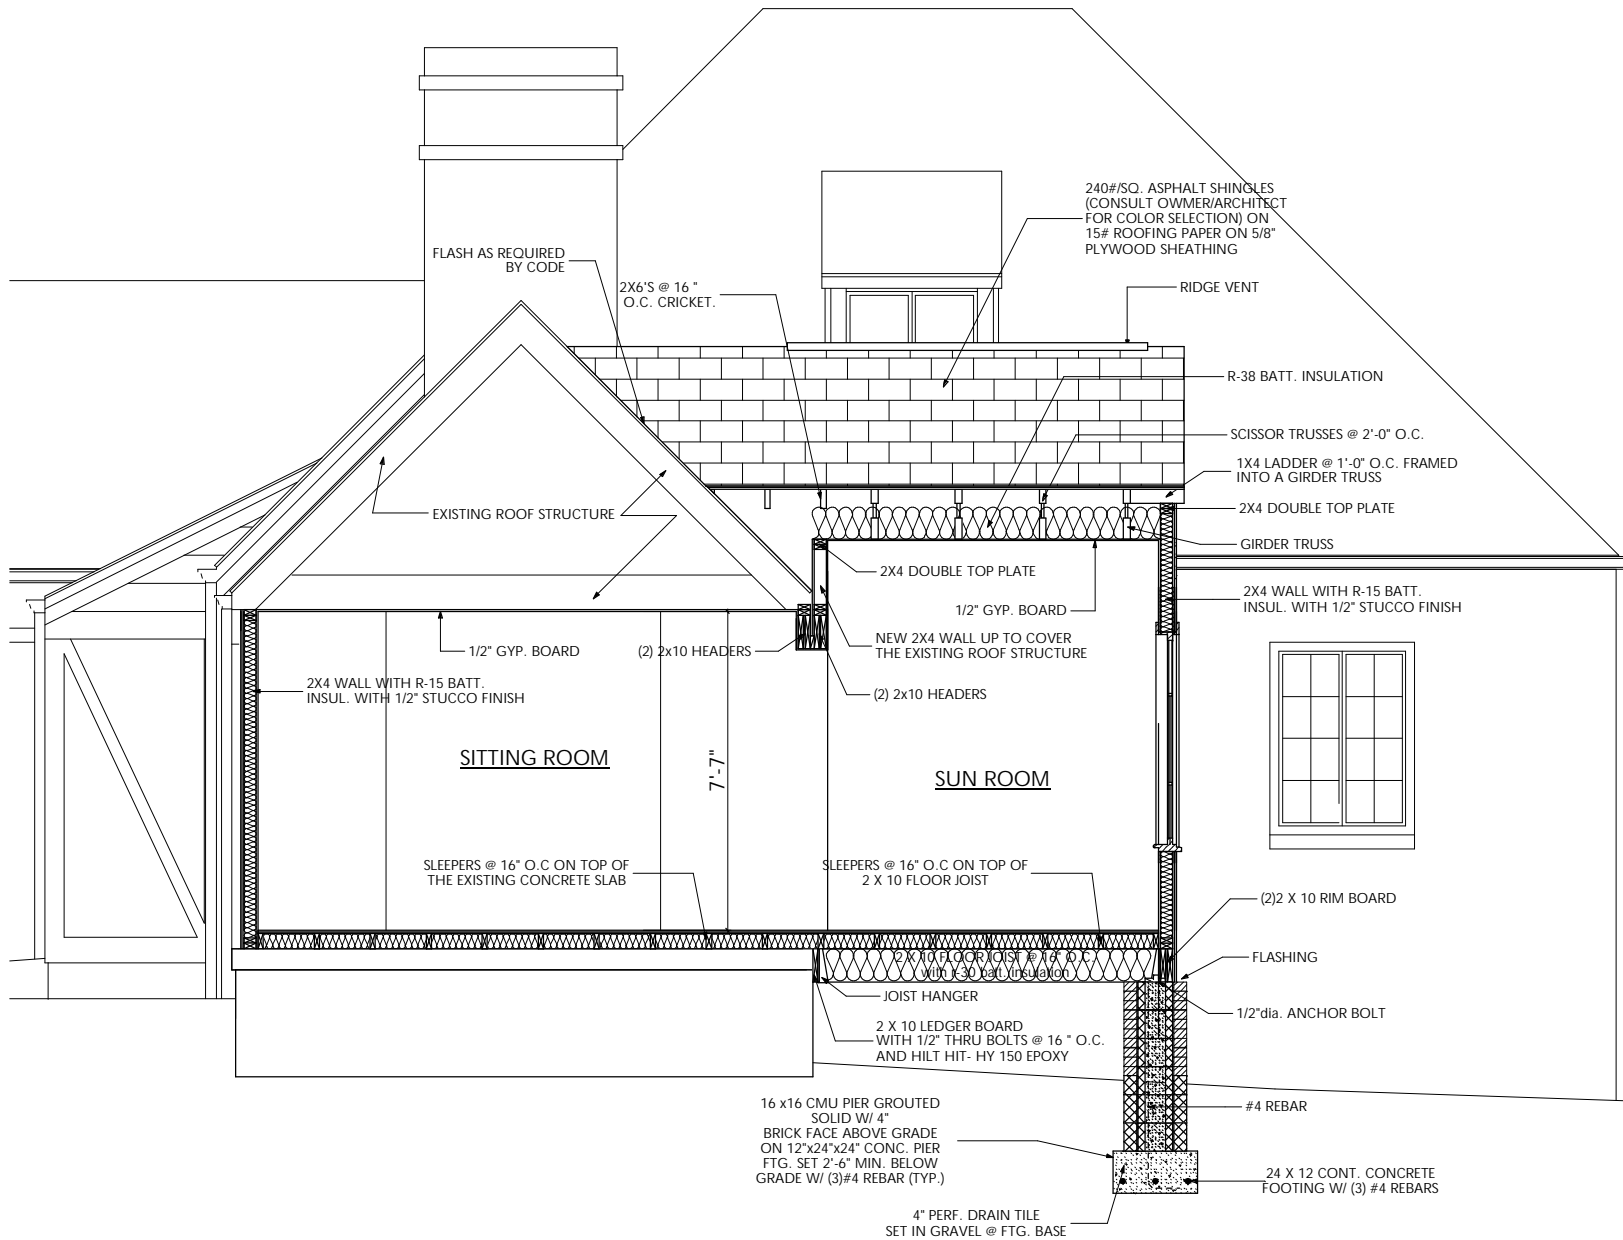 240#/SQ. ASPHALT SHINGLES
(CONSULT OWMER/ARCHITECT
FOR COLOR SELECTION) ON
15# ROOFING PAPER ON 5/8"
PLYWOOD SHEATHING
FLASH AS REQUIRED
BY CODE
2X6'S @ 16 "
O.C. CRICKET.
RIDGE VENT
R-38 BATT. INSULATION
SCISSOR TRUSSES @ 2'-0" O.C.
1X4 LADDER @ 1'-0" O.C. FRAMED
INTO A GIRDER TRUSS
2X4 DOUBLE TOP PLATE
EXISTING ROOF STRUCTURE
GIRDER TRUSS
2X4 DOUBLE TOP PLATE
1/2" GYP. BOARD
2X4 WALL WITH R-15 BATT.
INSUL. WITH 1/2" STUCCO FINISH
NEW 2X4 WALL UP TO COVER
THE EXISTING ROOF STRUCTURE
1/2" GYP. BOARD
(2) 2x10 HEADERS
2X4 WALL WITH R-15 BATT.
INSUL. WITH 1/2" STUCCO FINISH
(2) 2x10 HEADERS
SITTING ROOM
7'-7"
SUN ROOM
SLEEPERS @ 16" O.C ON TOP OF
THE EXISTING CONCRETE SLAB
SLEEPERS @ 16" O.C ON TOP OF
2 X 10 FLOOR JOIST
(2)2 X 10 RIM BOARD
2 X 10 FLOOR JOIST @ 16" O.C.
with r-30 batt. insulation
FLASHING
JOIST HANGER
1/2"dia. ANCHOR BOLT
2 X 10 LEDGER BOARD
WITH 1/2" THRU BOLTS @ 16 " O.C.
AND HILT HIT- HY 150 EPOXY
16 x16 CMU PIER GROUTED
SOLID W/ 4"
BRICK FACE ABOVE GRADE
ON 12"x24"x24" CONC. PIER
FTG. SET 2'-6" MIN. BELOW
GRADE W/ (3)#4 REBAR (TYP.)
#4 REBAR
24 X 12 CONT. CONCRETE
FOOTING W/ (3) #4 REBARS
4" PERF. DRAIN TILE
SET IN GRAVEL @ FTG. BASE